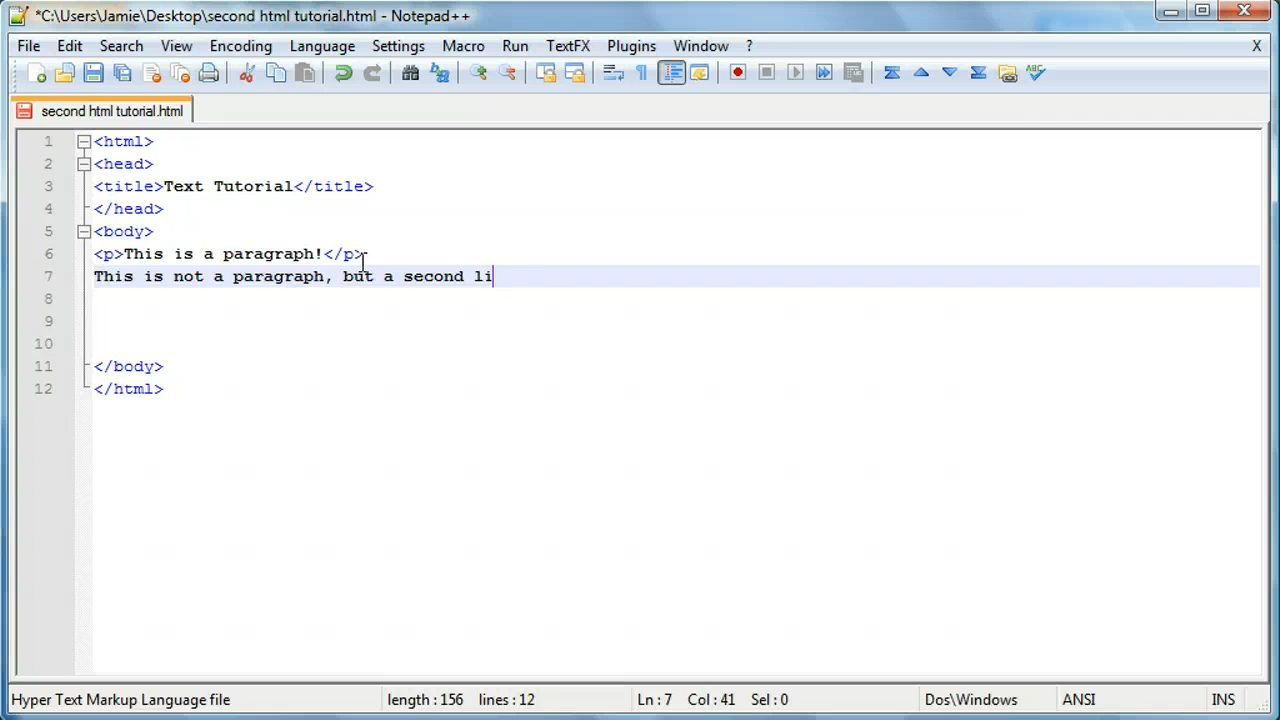 *C:\Users\Jamie\Desktop\second html tutorial.html - Notepad++
File Edit Search View Encoding Language Settings Macro Run TextFX Plugins Window ? X
second html tutorial.html
1 <html>
2 <head>
3 <title>Text Tutorial</title>
4 </head>
5 <body>
6 <p>This is a paragraph!</p>
7 This is not a paragraph, but a second li
8
9
10
11 </body>
12 </html>
Hyper Text Markup Language file length : 156 lines : 12 Ln : 7 Col : 41 Sel : 0 Dos\Windows ANSI INS